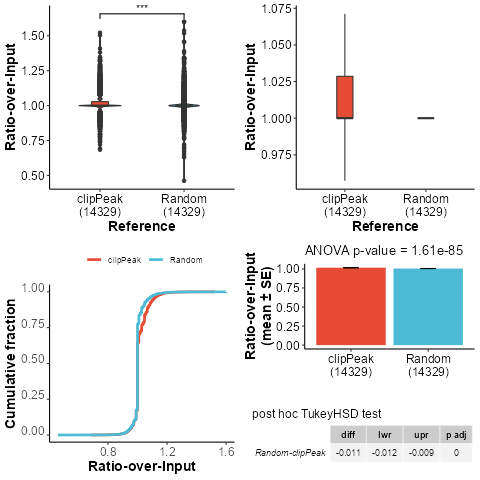 ***
Ratio-over-Input
1.50
1.25
1.00
0.75
0.50
clipPeak
(14329)
Random
(14329)
Reference
Ratio-over-Input
1.075
1.050
1.025
1.000
0.975
clipPeak
(14329)
Random
(14329)
Reference
clipPeak
Random
Cumulative fraction
1.00
0.75
0.50
0.25
0.00
0.8
1.0
1.2
1.6
Ratio-over-Input
ANOVA p-value = 1.61e-85
Ratio-over-Input
(mean ± SE)
1.00
0.75
0.50
0.25
0.00
clipPeak
(14329)
Random
(14329)
post hoc TukeyHSD test
diff lwr upr p adj
Random-clipPeak -0.011 -0.012 -0.009 0